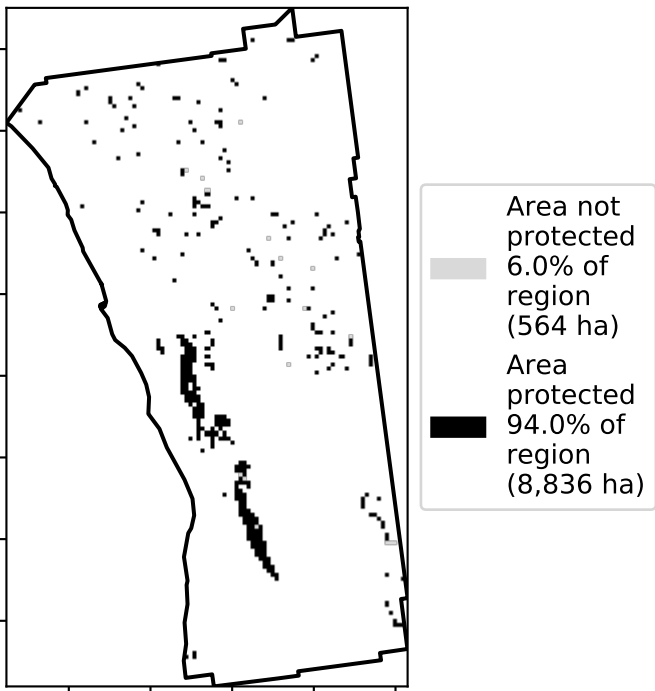 Area not
protected
6.0% of
region
(564 ha)
Area
protected
94.0% of
region
(8,836 ha)